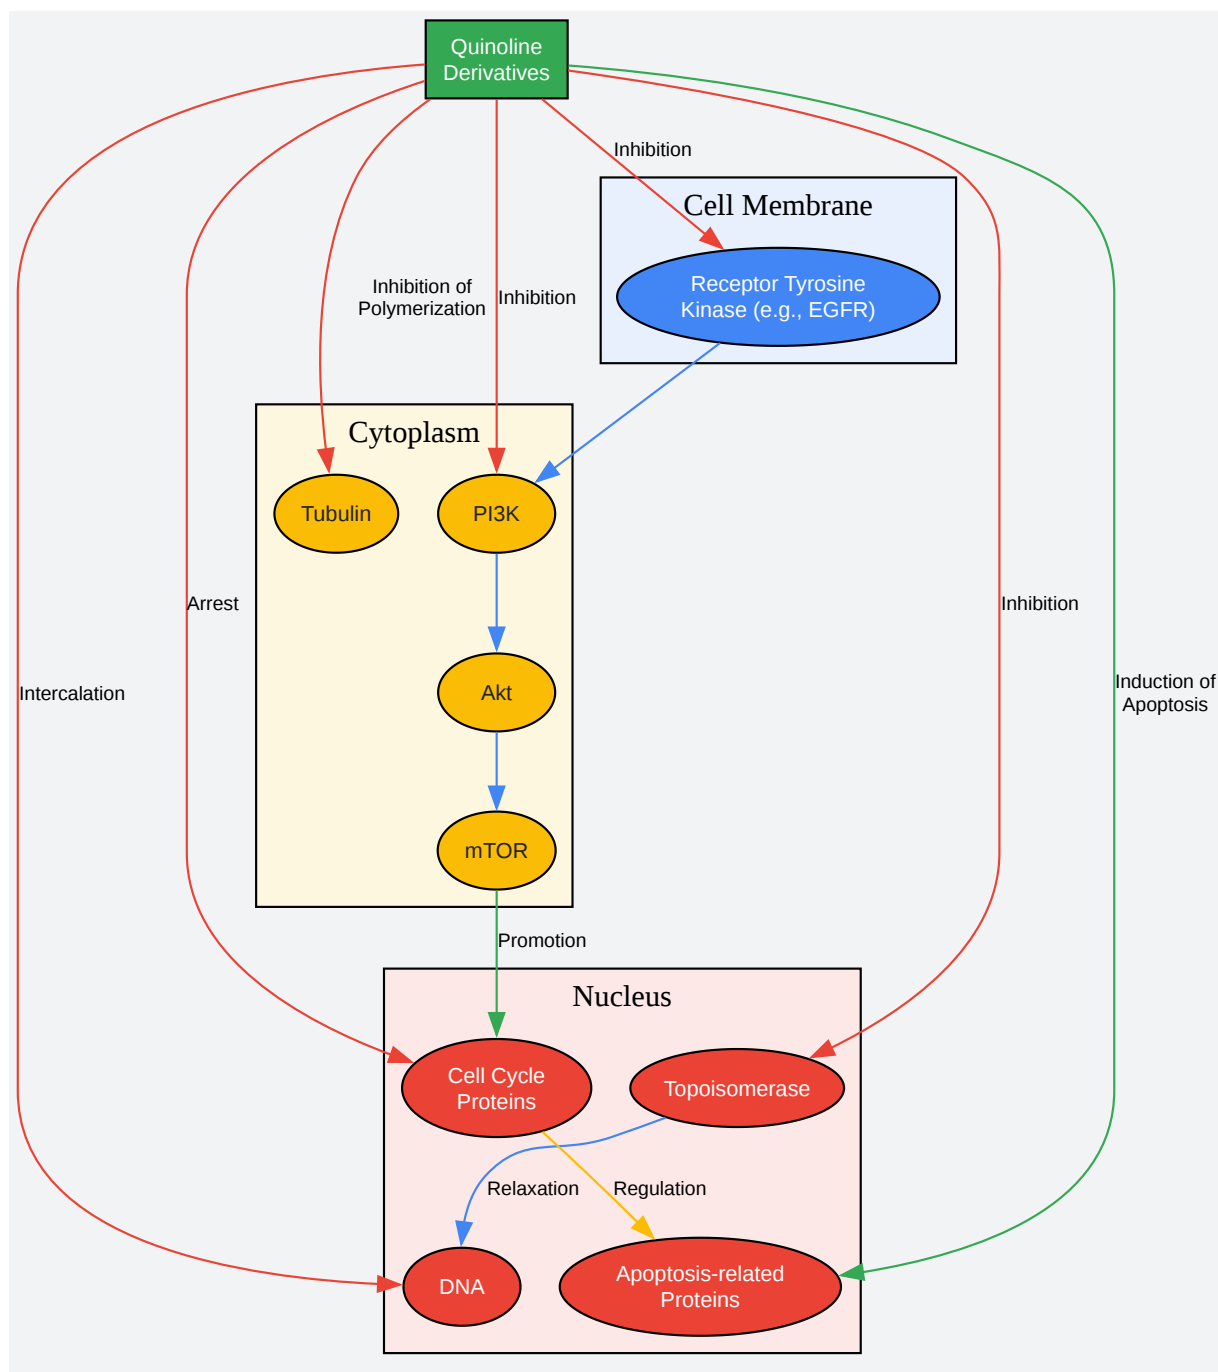 Quinoline
Derivatives
Inhibition
Cell Membrane
Receptor Tyrosine
Kinase (e.g., EGFR)
Inhibition of
Polymerization
Inhibition
Cytoplasm
Tubulin
PI3K
Arrest
Inhibition
Intercalation
Akt
Induction of
Apoptosis
mTOR
Promotion
Nucleus
Cell Cycle
Proteins
Topoisomerase
Relaxation
Regulation
DNA
Apoptosis-related
Proteins